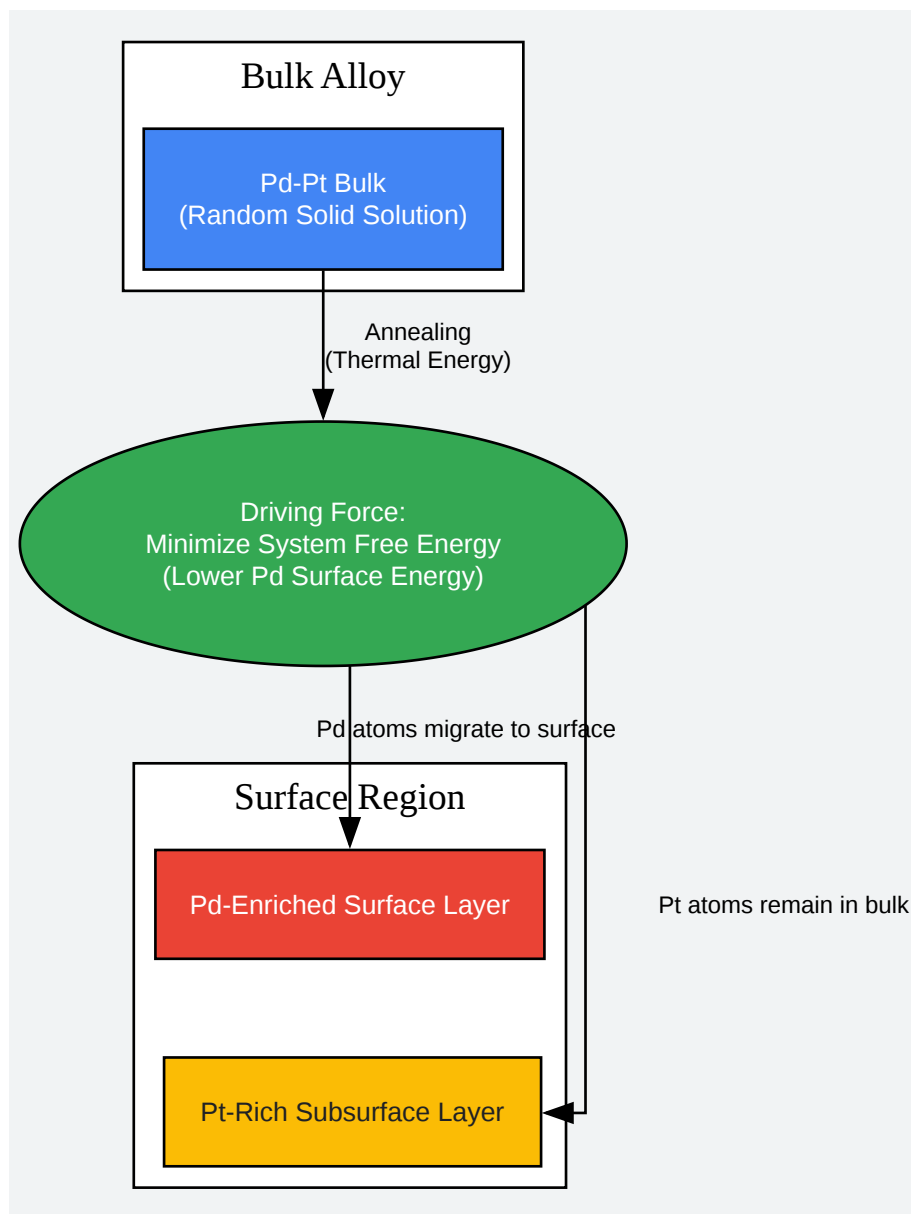 Bulk Alloy
Pd-Pt Bulk
(Random Solid Solution)
Annealing
(Thermal Energy)
Driving Force:
Minimize System Free Energy
(Lower Pd Surface Energy)
Pd atoms migrate to surface
Surface Region
Pd-Enriched Surface Layer
Pt atoms remain in bulk
Pt-Rich Subsurface Layer